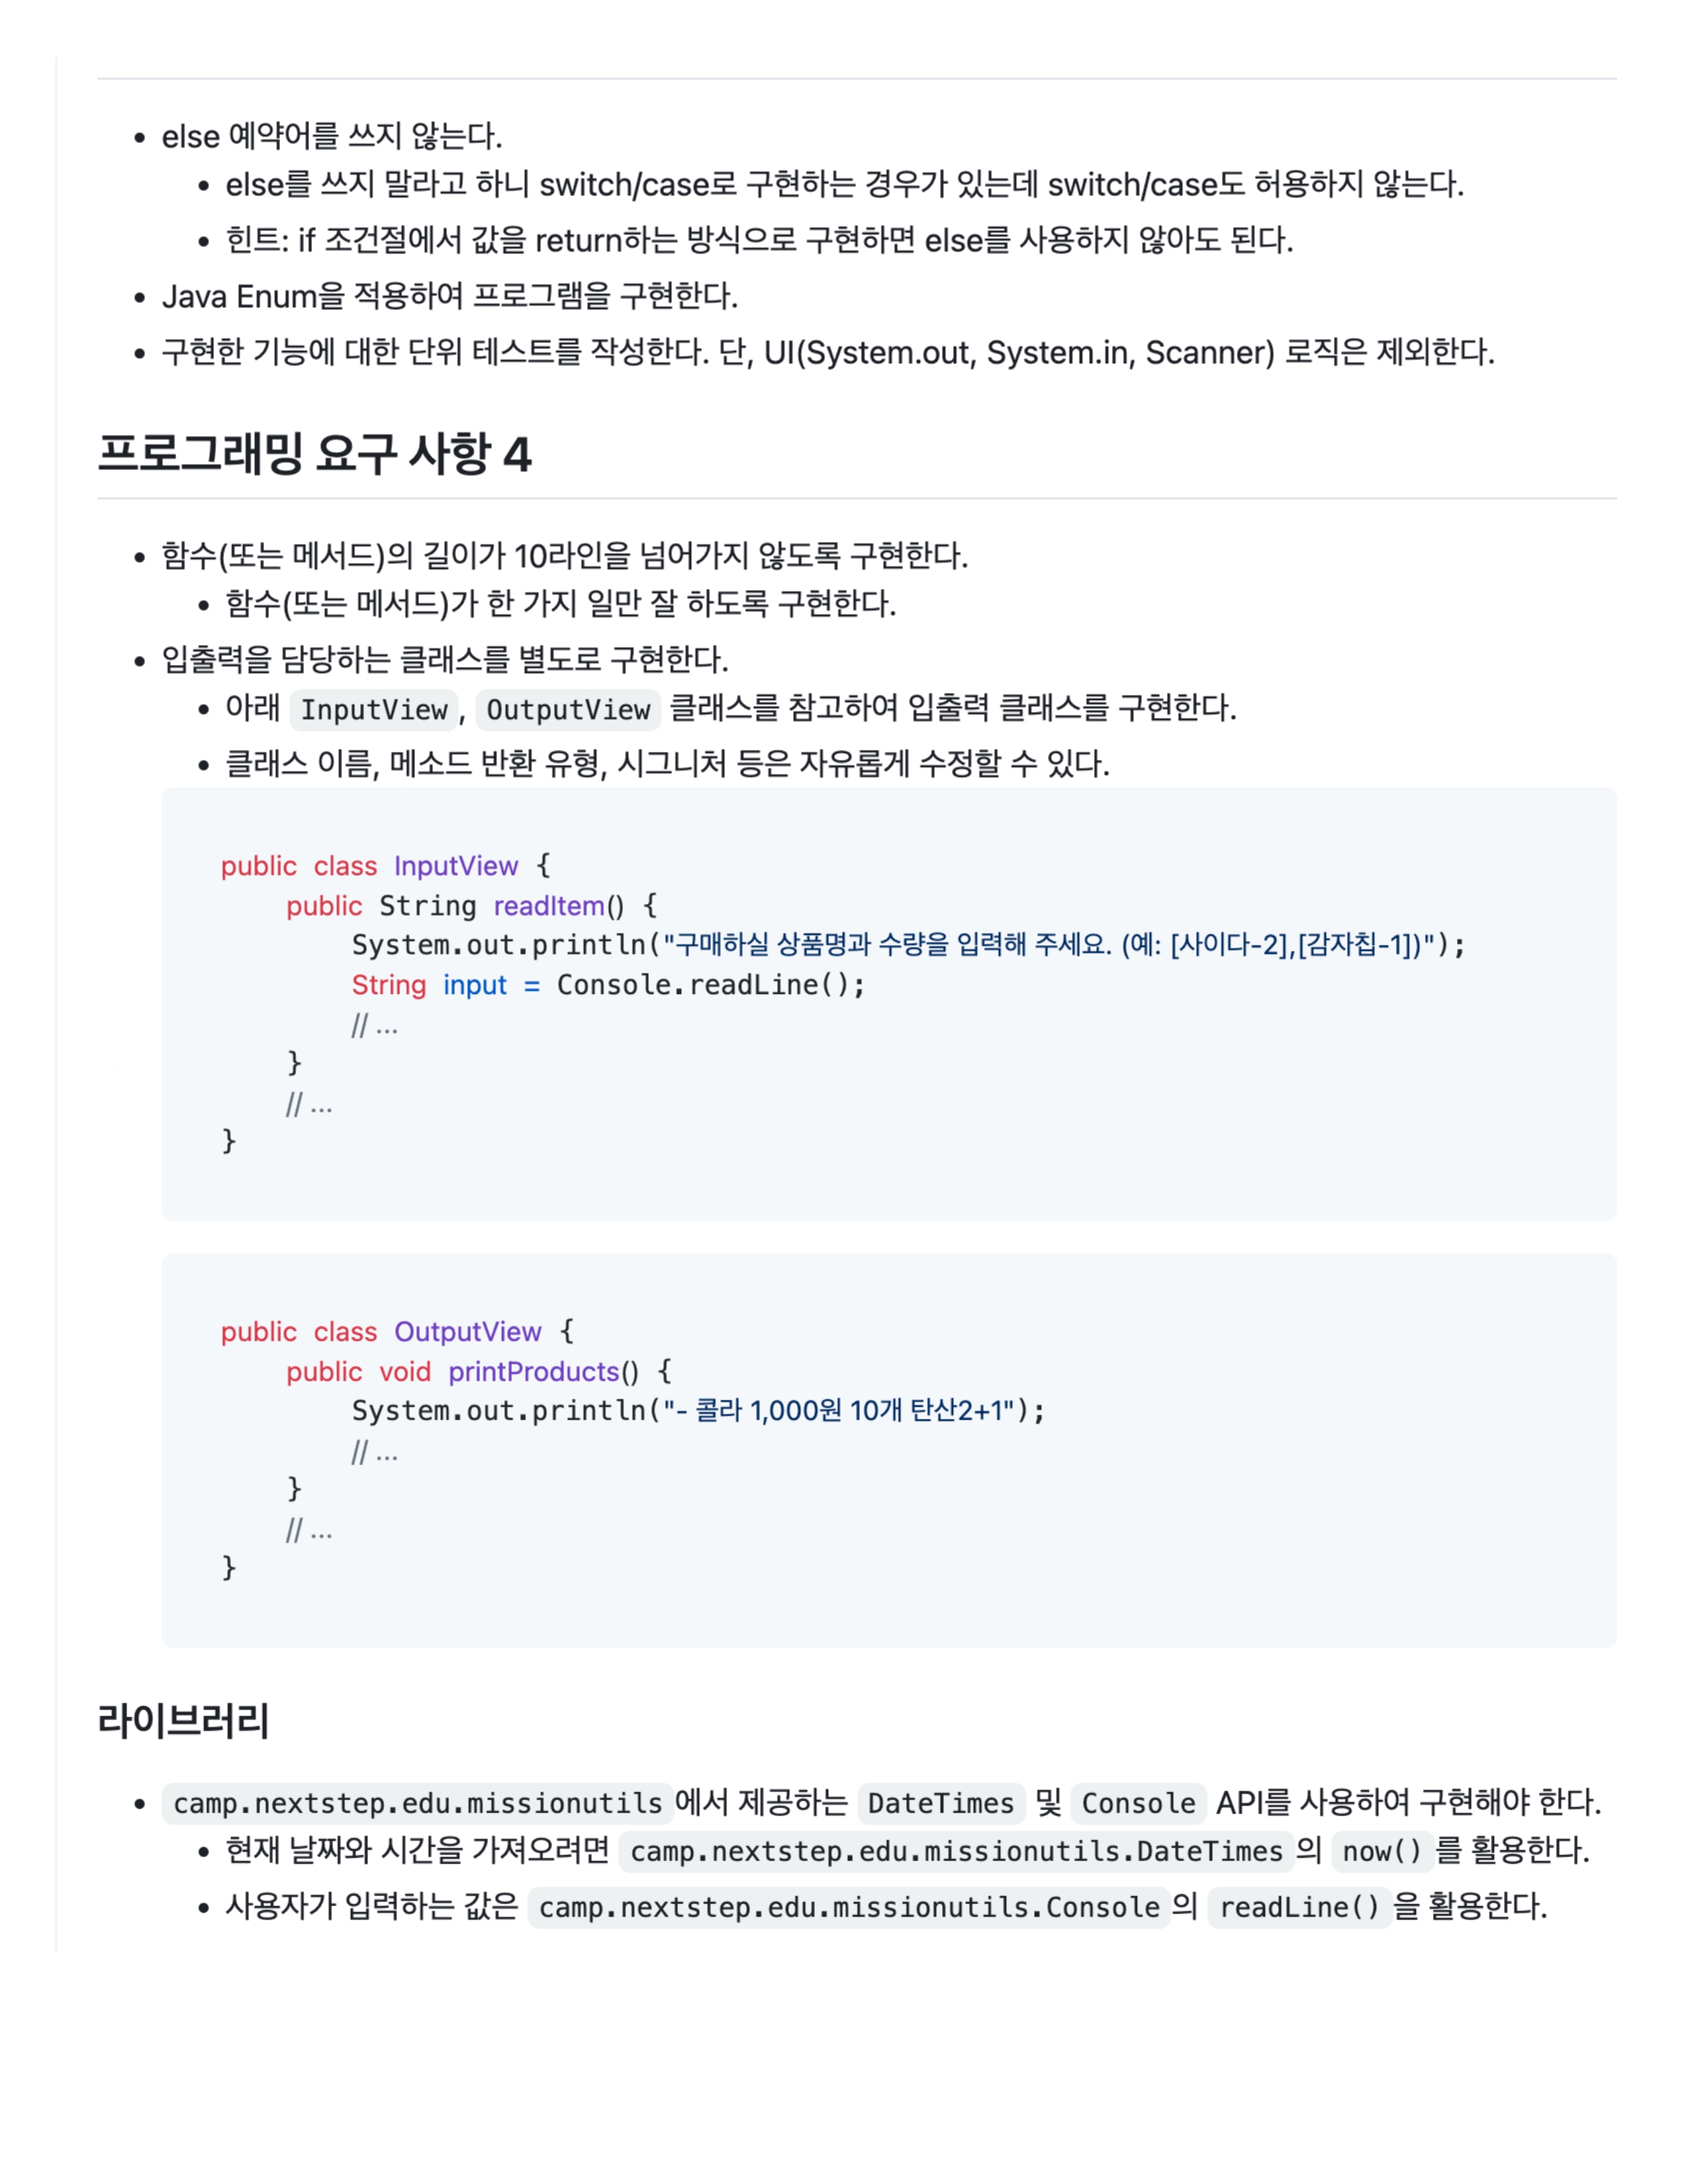 • else 예약어를 쓰지 않는다.
• else를 쓰지 말라고 하니 switch/case로 구현하는 경우가 있는데 switch/case도 허용하지 않는다.
• 힌트: if 조건절에서 값을 return하는 방식으로 구현하면 else를 사용하지 않아도 된다.
• Java Enum을 적용하여 프로그램을 구현한다.
• 구현한 기능에 대한 단위 테스트를 작성한다. 단, UI(System.out, System.in, Scanner) 로직은 제외한다.
프로그래밍 요구 사항 4
• 함수(또는 메서드)의 길이가 10라인을 넘어가지 않도록 구현한다.
• 함수(또는 메서드)가 한 가지 일만 잘 하도록 구현한다.
• 입출력을 담당하는 클래스를 별도로 구현한다.
• 아래 InputView, OutputView 클래스를 참고하여 입출력 클래스를 구현한다.
• 클래스 이름, 메소드 반환 유형, 시그니처 등은 자유롭게 수정할 수 있다.
public class InputView {
public String readItem() {
System.out.println("구매하실 상품명과 수량을 입력해 주세요. (예: [사이다-2],[감자칩-1])");
String input = Console.readLine();
// ...
}
// ...
}
public class OutputView {
public void printProducts() {
System.out.println("- 콜라 1,000원 10개 탄산2+1");
// ...
}
// ...
}
라이브러리
• camp.nextstep.edu.missionutils에서 제공하는 DateTimes 및 Console API를 사용하여 구현해야 한다.
• 현재 날짜와 시간을 가져오려면 camp.nextstep.edu.missionutils.DateTimes의 now()를 활용한다.
• 사용자가 입력하는 값은 camp.nextstep.edu.missionutils.Console의 readLine()을 활용한다.